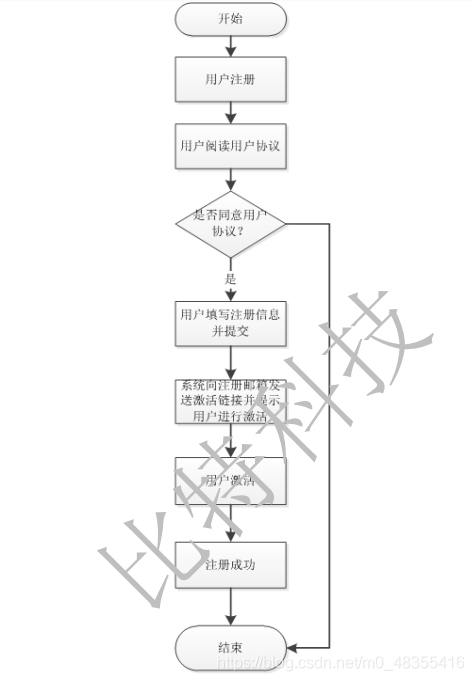 开始
用户注册
用户阅读用户协议
是否同意用户
协议？
是
用户填写注册信息
并提交
系统向注册邮箱发
送激活链接并提示
用户进行激活
用户激活
注册成功
结束
比特科技
https://blog.csdn.net/m0_48355416